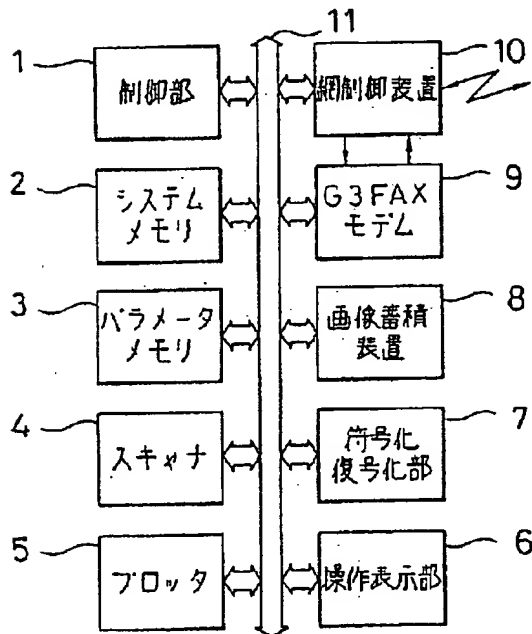 11
1
制御部
10
網制御装置
2
システム
メモリ
9
G3FAX
モデム
3
パラメータ
メモリ
8
画像蓄積
装置
4
スキャナ
7
符号化
復号化部
5
プロッタ
6
操作表示部